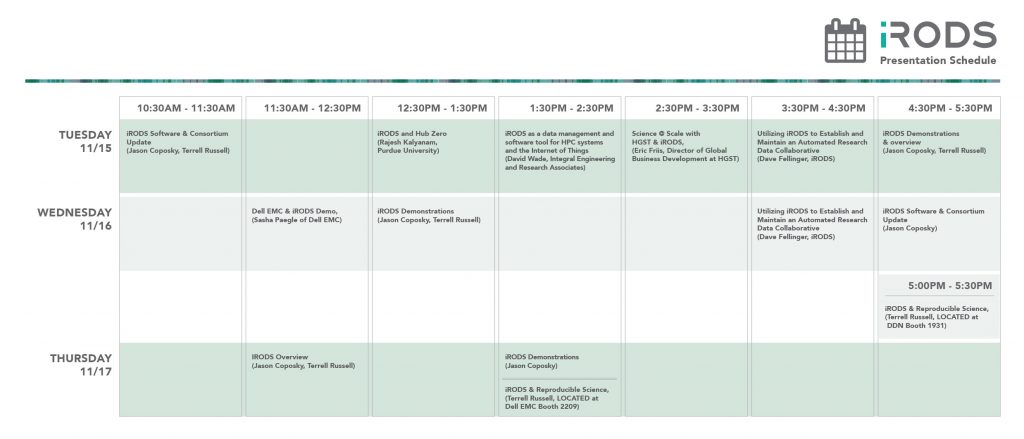 iRODS
Presentation Schedule
10:30AM - 11:30AM
11:30AM - 12:30PM
12:30PM - 1:30PM
1:30PM - 2:30PM
2:30PM - 3:30PM
3:30PM - 4:30PM
4:30PM - 5:30PM
TUESDAY
11/15
iRODS Software & Consortium
Update
(Jason Coposky, Terrell Russell)
iRODS and Hub Zero
(Rajesh Kalyanam,
Purdue University)
iRODS as a data management and
software tool for HPC systems
and the Internet of Things
(David Wade, Integral Engineering
and Research Associates)
Science @ Scale with
HGST & iRODS,
(Eric Friis, Director of Global
Business Development at HGST)
Utilizing iRODS to Establish and
Maintain an Automated Research
Data Collaborative
(Dave Fellinger, iRODS)
iRODS Demonstrations
& overview
(Jason Coposky, Terrell Russell)
WEDNESDAY
11/16
Dell EMC & iRODS Demo,
(Sasha Paegle of Dell EMC)
iRODS Demonstrations
(Jason Coposky, Terrell Russell)
Utilizing iRODS to Establish and
Maintain an Automated Research
Data Collaborative
(Dave Fellinger, iRODS)
iRODS Software & Consortium
Update
(Jason Coposky)
5:00PM - 5:30PM
iRODS & Reproducible Science,
(Terrell Russell, LOCATED at
DDN Booth 1931)
THURSDAY
11/17
IRODS Overview
(Jason Coposky, Terrell Russell)
iRODS Demonstrations
(Jason Coposky)
iRODS & Reproducible Science,
(Terrell Russell, LOCATED at
Dell EMC Booth 2209)